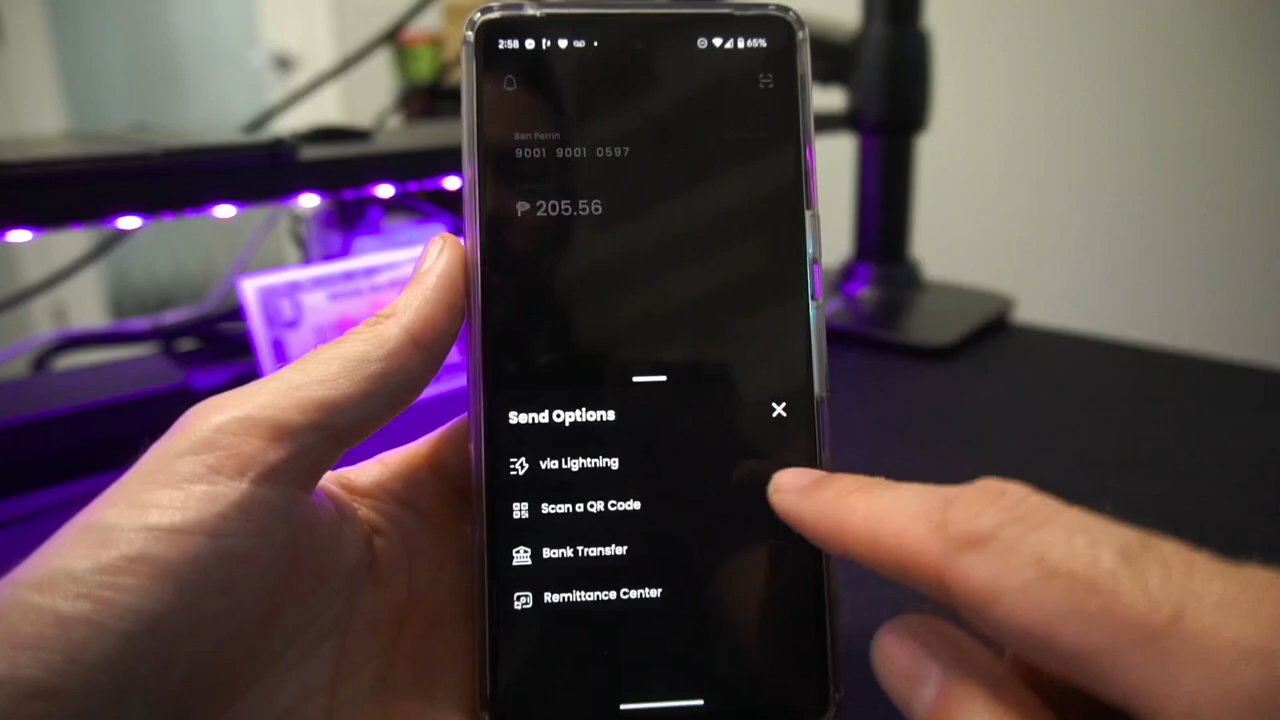 2:58
65%
Ben Perrin
9001 9001 0597
₱ 205.56
Send Options
via Lightning
Scan a QR Code
Bank Transfer
Remittance Center